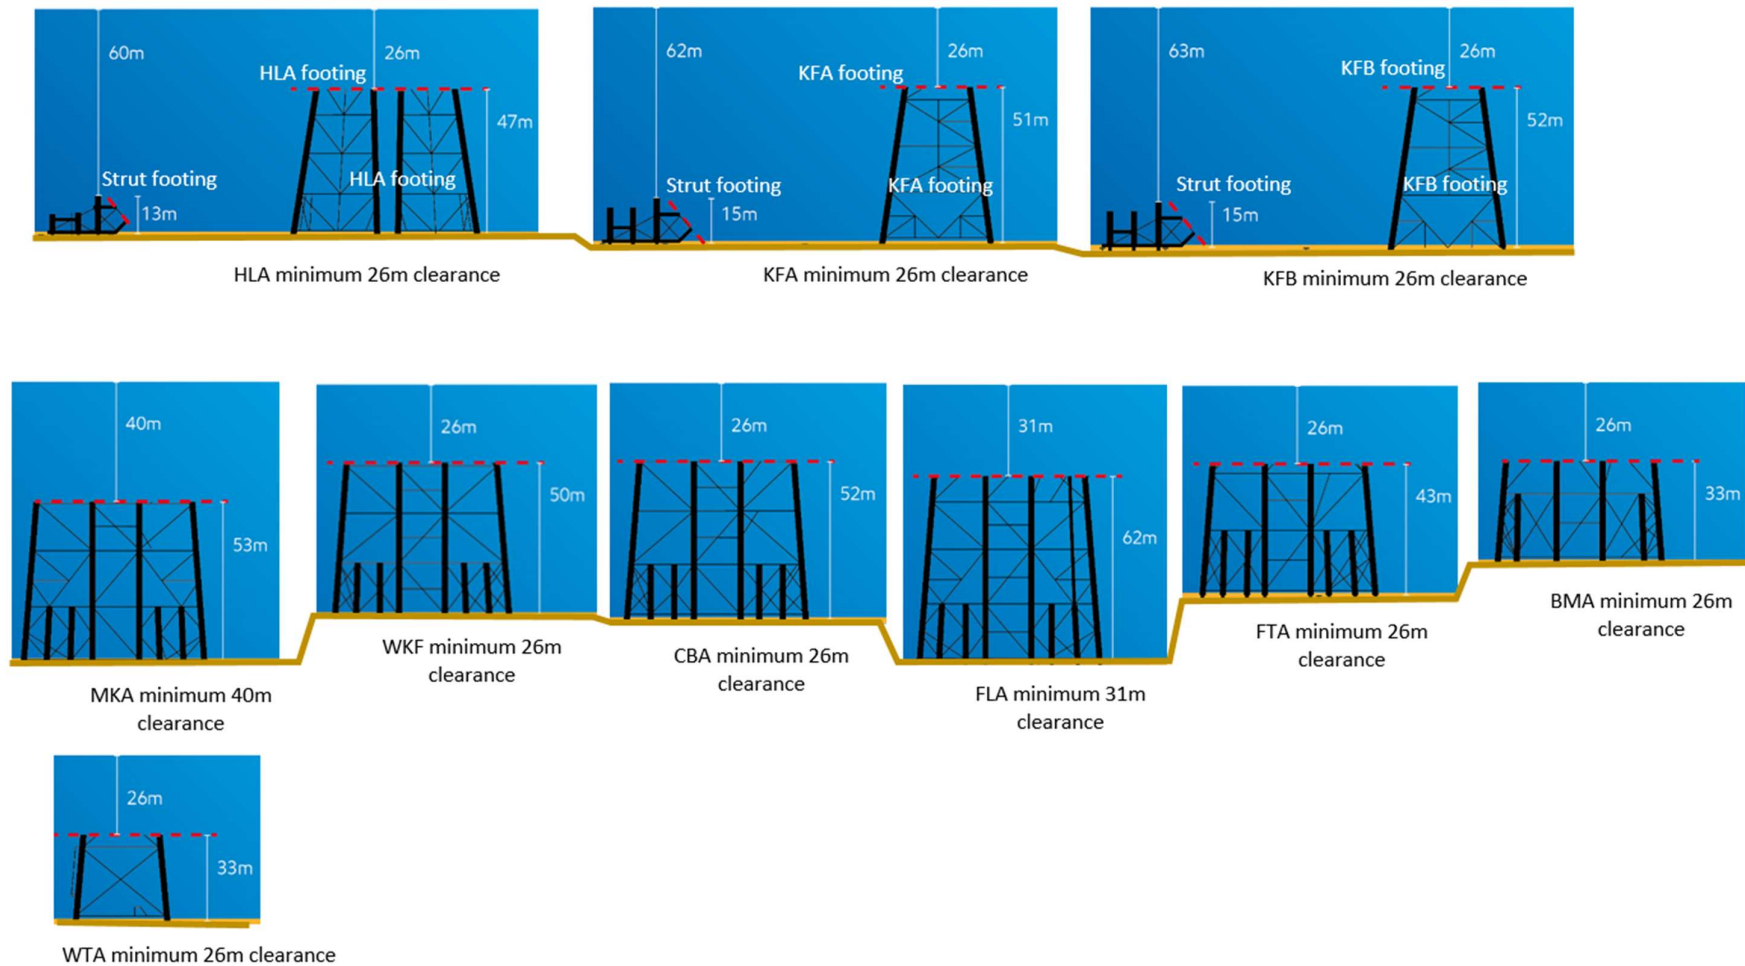 60m
26m
HLA footing
47m
HLA footing
Strut footing
13m
HLA minimum 26m clearance
62m
26m
KFA footing
51m
Strut footing
KFA footing
15m
KFA minimum 26m clearance
63m
26m
KFB footing
52m
Strut footing
KFB footing
15m
KFB minimum 26m clearance
40m
53m
MKA minimum 40m
clearance
26m
50m
WKF minimum 26m
clearance
26m
52m
CBA minimum 26m
clearance
31m
62m
FLA minimum 31m
clearance
26m
43m
FTA minimum 26m
clearance
26m
33m
BMA minimum 26m
clearance
26m
33m
WTA minimum 26m clearance